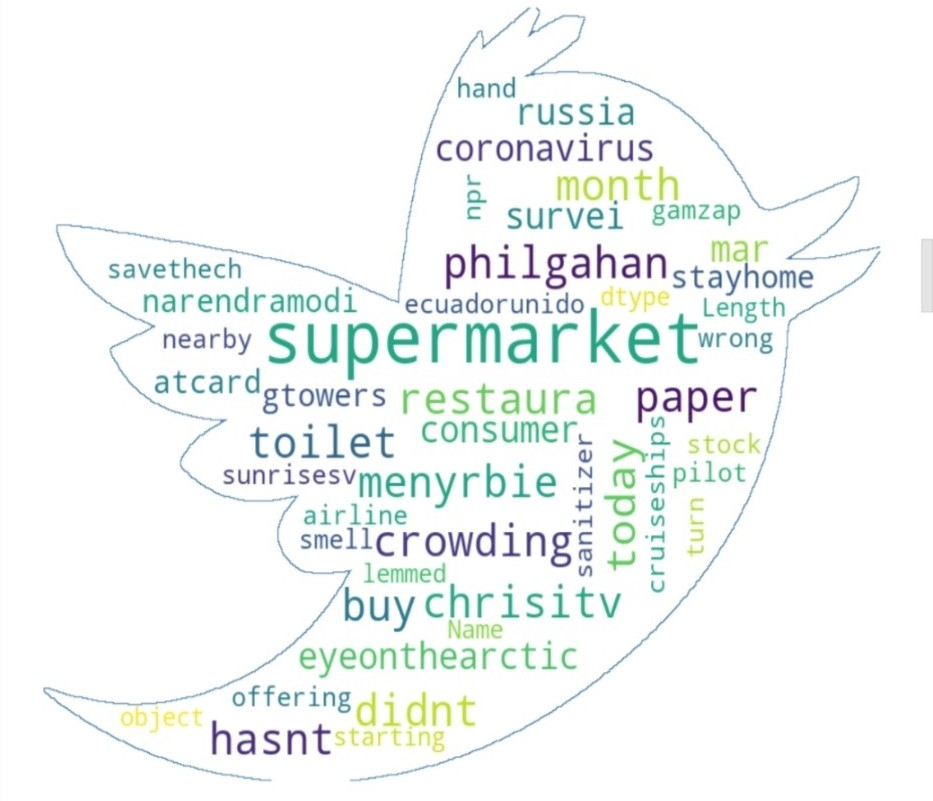 hand
russia
coronavirus
npr
month
survei
gamzap
philgahan
mar
stayhome
savethech
narendramodi
ecuadorunido
dtype
Length
nearby
supermarket
wrong
atcard
gtowers
restaura
paper
toilet
consumer
sanitizer
today
cruiseships
stock
pilot
sunrisesv
menyrbie
turn
airline
smell
crowding
lemmed
buy
chrisitv
Name
eyeonthearctic
offering
object
didnt
hasnt
starting